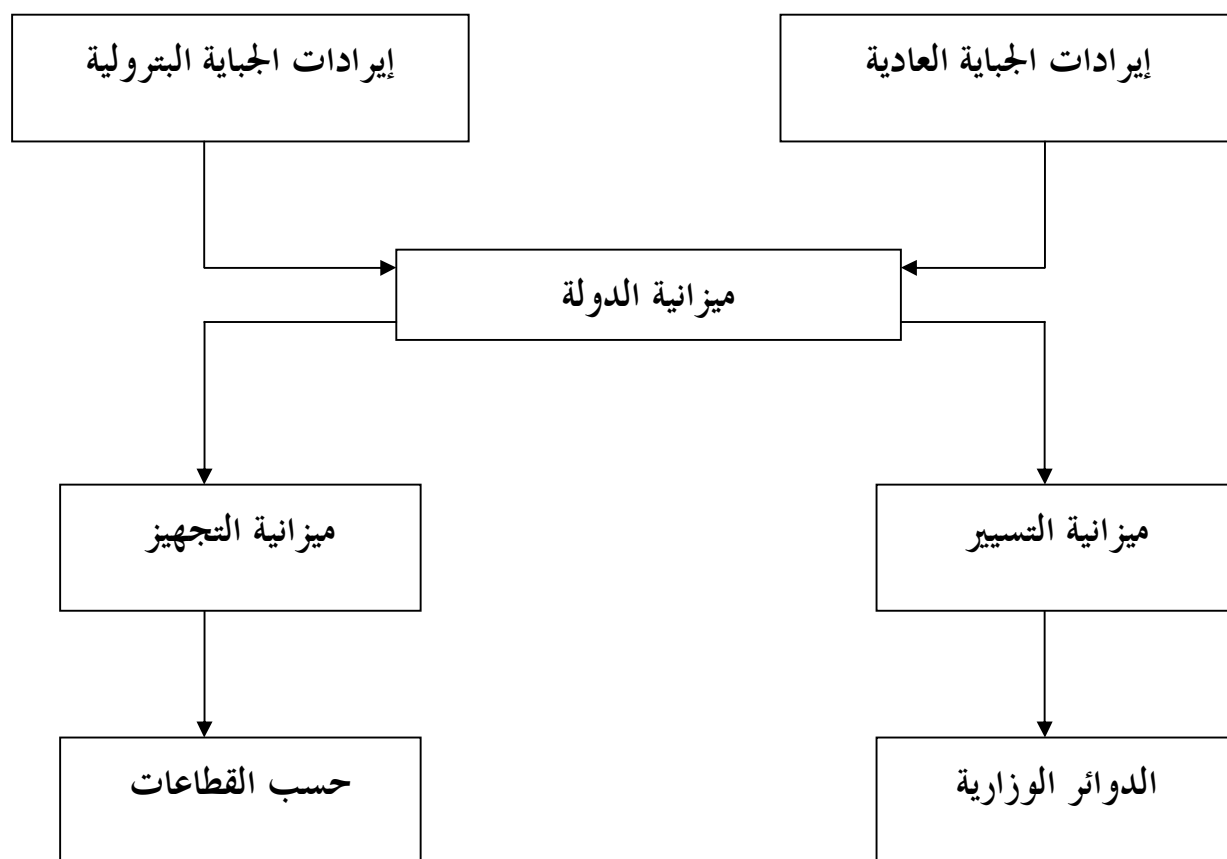 إيرادات الجباية العادية
إيرادات الجباية البترولية
ميزانية الدولة
ميزانية التسيير
ميزانية التجهيز
الدوائر الوزارية
حسب القطاعات